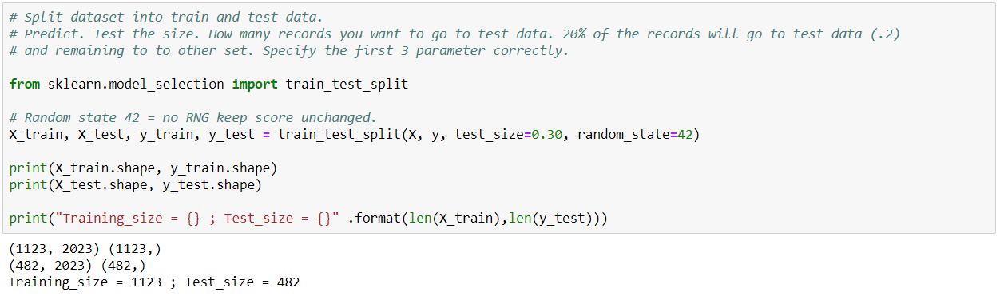 # Split dataset into train and test data.
# Predict. Test the size. How many records you want to go to test data. 20% of the records will go to test data (.2)
# and remaining to to other set. Specify the first 3 parameter correctly.
from sklearn.model_selection import train_test_split
# Random state 42 = no RNG keep score unchanged.
X_train, X_test, y_train, y_test = train_test_split(X, y, test_size=0.30, random_state=42)
print(X_train.shape, y_train.shape)
print(X_test.shape, y_test.shape)
print("Training_size = {} ; Test_size = {}" .format(len(X_train),len(y_test)))
(1123, 2023) (1123,)
(482, 2023) (482,)
Training_size = 1123 ; Test_size = 482